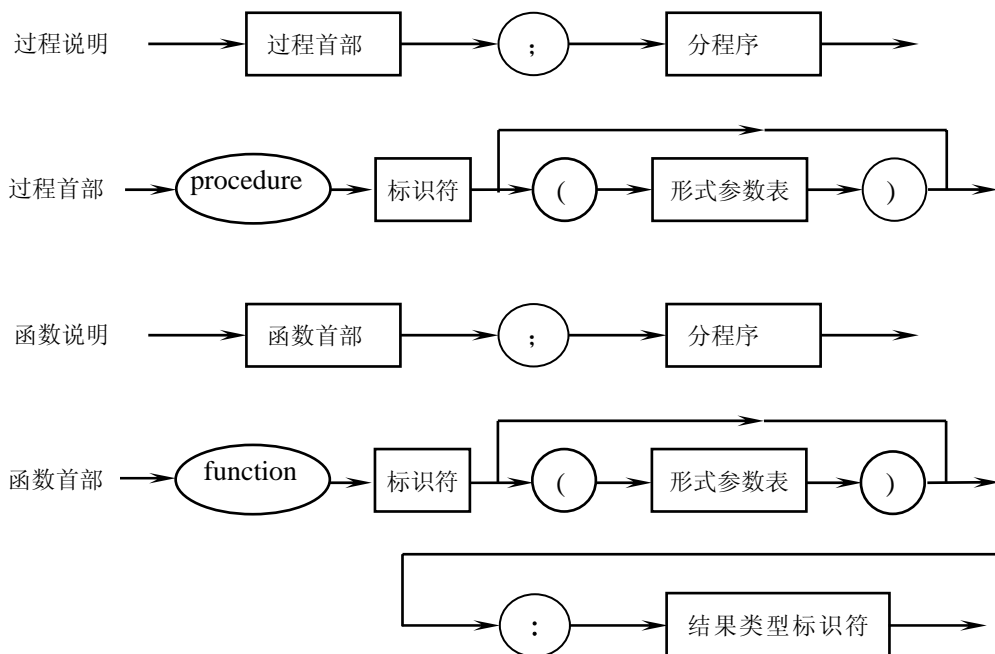 过程说明 过程首部 ; 分程序
过程首部 procedure 标识符 ( 形式参数表 )
函数说明 函数首部 ; 分程序
函数首部 function 标识符 ( 形式参数表 )
: 结果类型标识符